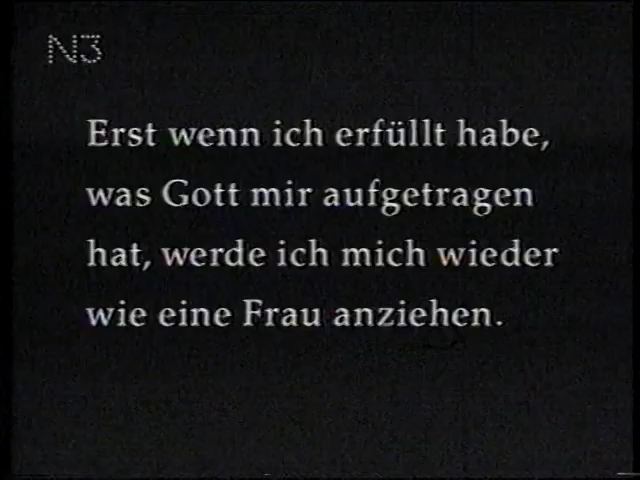 N3
Erst wenn ich erfüllt habe,
was Gott mir aufgetragen
hat, werde ich mich wieder
wie eine Frau anziehen.